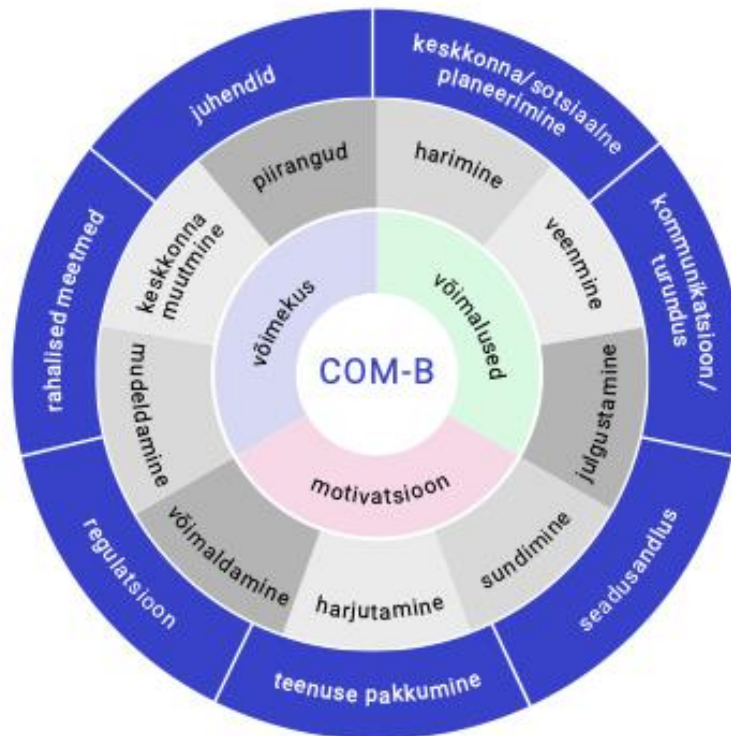 keskkonna/sotsiaalne
planeerimine
kommunikatsioon/
turundus
seadusandlus
teenuse pakkumine
regulatsioon
rahalised meetmed
juhendid
harimine
veenmine
julgustamine
sundimine
harjutamine
võimaldamine
mudeldamine
keskkonna
muutmine
piirangud
võimalused
motivatsioon
võimekus
COM-B